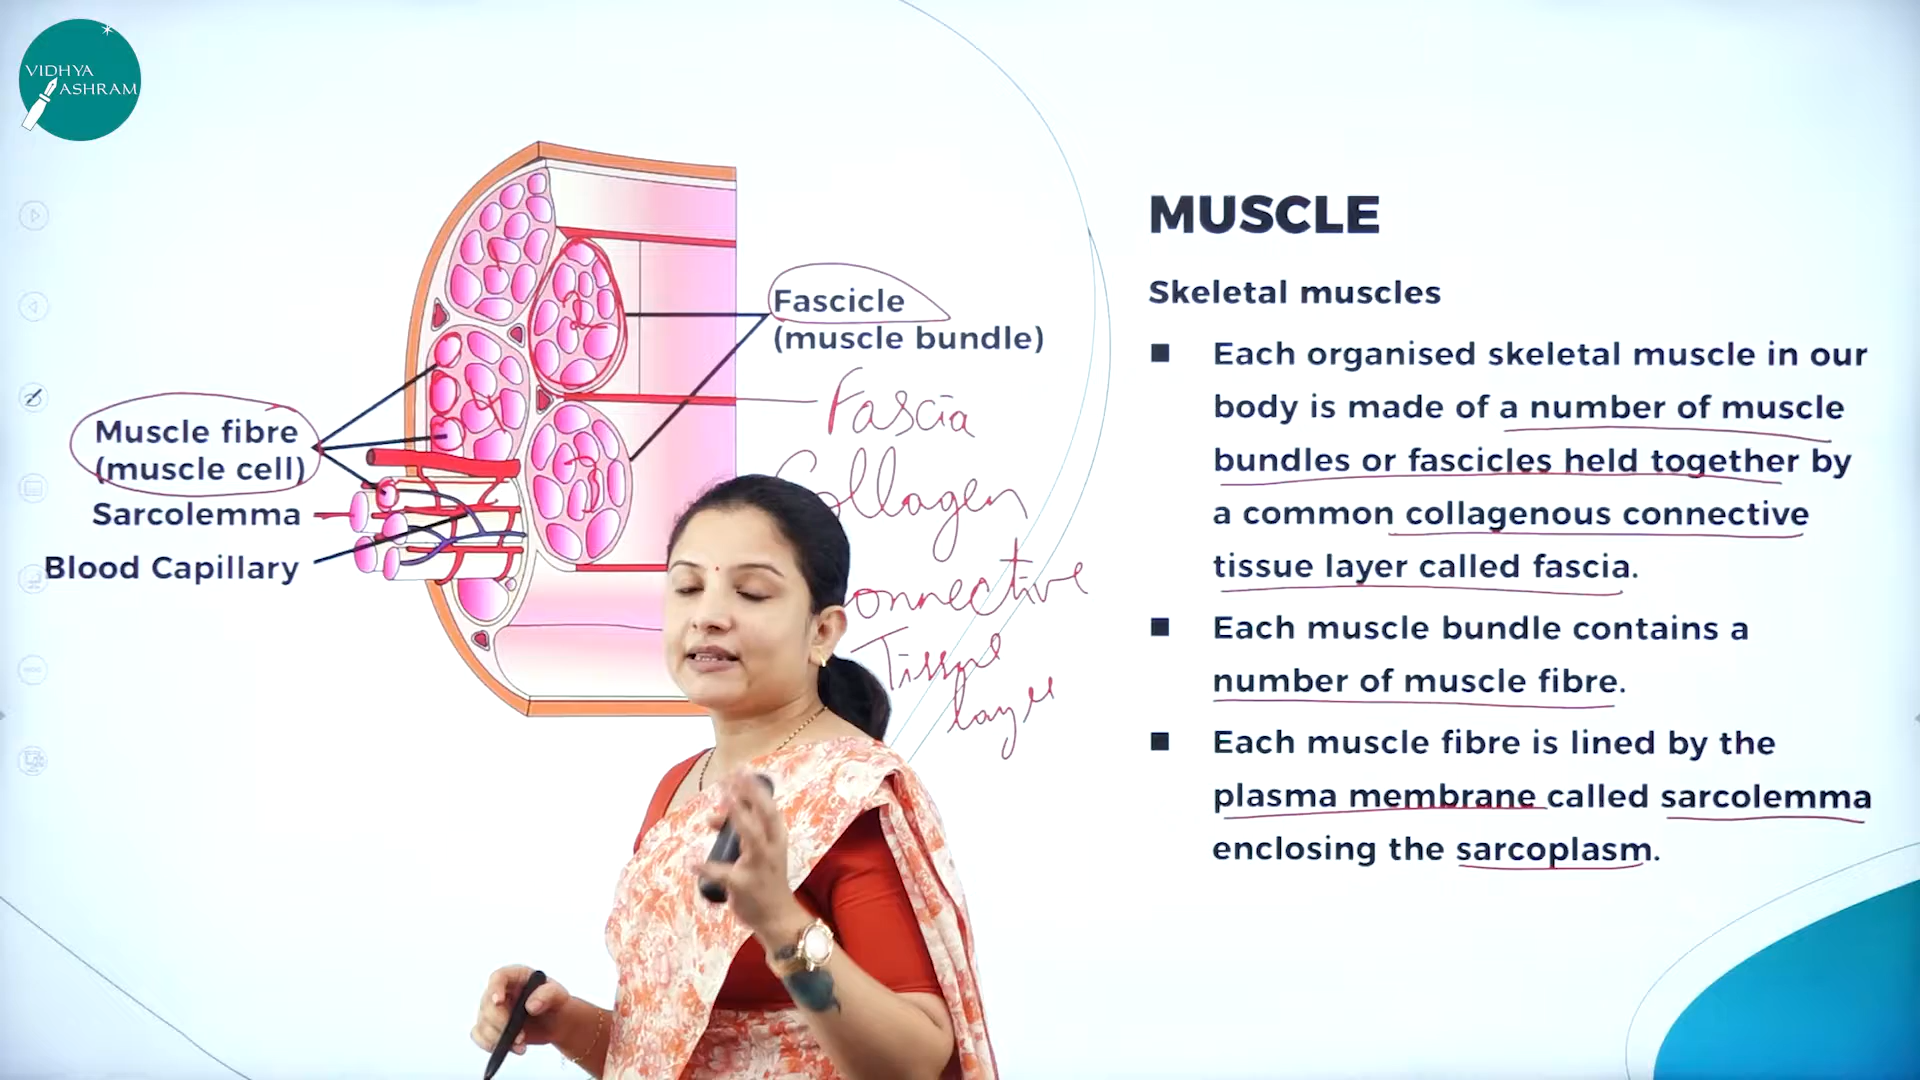 VIDHYA
ASHRAM
MUSCLE
Skeletal muscles
Each organised skeletal muscle in our
body is made of a number of muscle
bundles or fascicles held together by
a common collagenous connective
tissue layer called fascia.
Each muscle bundle contains a
number of muscle fibre.
Each muscle fibre is lined by the
plasma membrane called sarcolemma
enclosing the sarcoplasm.
Fascicle
(muscle bundle)
Fascia
Collagen
Connective
Tissue
layer
Muscle fibre
(muscle cell)
Sarcolemma
Blood Capillary